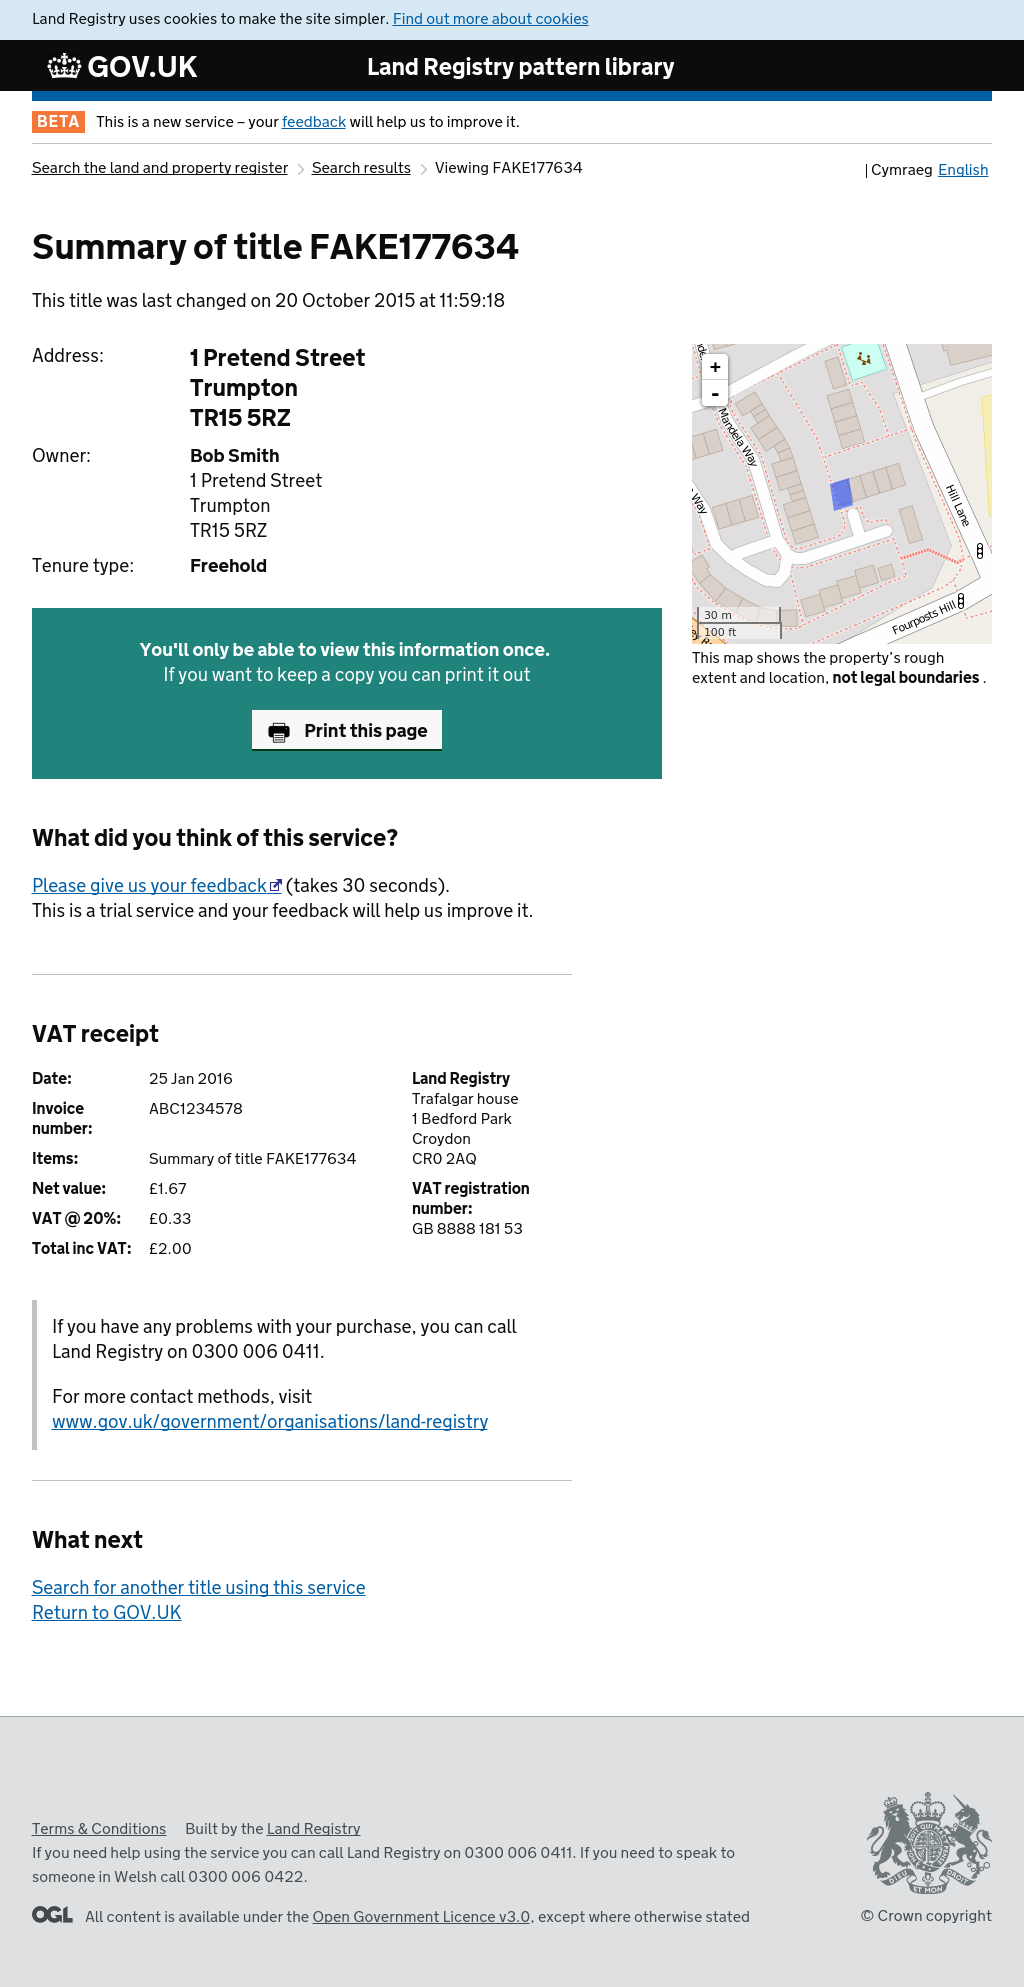 Land Registry uses cookies to make the site simpler. Find out more about cookies
GOV.UK
Land Registry pattern library
BETA This is a new service – your feedback will help us to improve it.
Search the land and property register Search results Viewing FAKE177634
| Cymraeg English
Summary of title FAKE177634
This title was last changed on 20 October 2015 at 11:59:18
Address:
1 Pretend Street
Trumpton
TR15 5RZ
Owner:
Bob Smith
1 Pretend Street
Trumpton
TR15 5RZ
Tenure type:
Freehold
+
-
Mandela Way
Way
Hill Lane
Fourposts Hill
30 m
100 ft
This map shows the property's rough
extent and location, not legal boundaries .
You'll only be able to view this information once.
If you want to keep a copy you can print it out
Print this page
What did you think of this service?
Please give us your feedback (takes 30 seconds).
This is a trial service and your feedback will help us improve it.
VAT receipt
Date: 25 Jan 2016
Invoice
number:
ABC1234578
Items: Summary of title FAKE177634
Net value: £1.67
VAT @ 20%: £0.33
Total inc VAT: £2.00
Land Registry
Trafalgar house
1 Bedford Park
Croydon
CR0 2AQ
VAT registration
number:
GB 8888 181 53
If you have any problems with your purchase, you can call
Land Registry on 0300 006 0411.
For more contact methods, visit
www.gov.uk/government/organisations/land-registry
What next
Search for another title using this service
Return to GOV.UK
Terms & Conditions Built by the Land Registry
If you need help using the service you can call Land Registry on 0300 006 0411. If you need to speak to
someone in Welsh call 0300 006 0422.
OGL All content is available under the Open Government Licence v3.0, except where otherwise stated
© Crown copyright